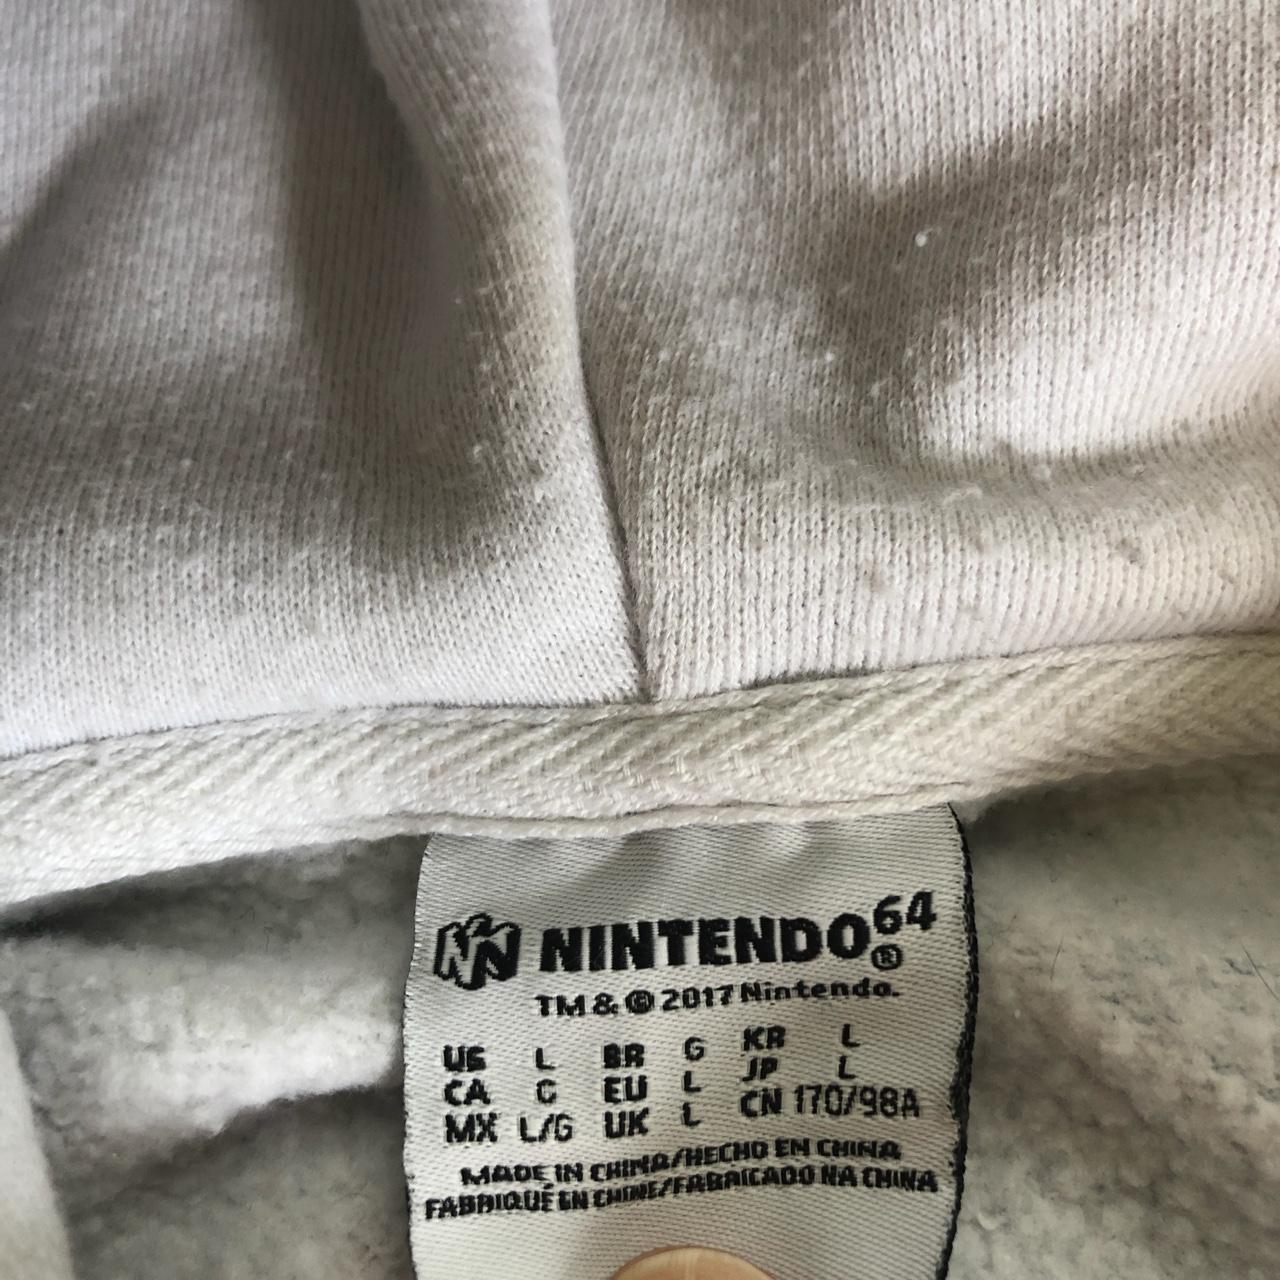 NINTENDO64®
TM & © 2017 Nintendo.
US L BR G KR L
CA G EU L JP L
MX L/G UK L CN 170/98A
MADE IN CHINA/HECHO EN CHINA
FABRIQUÉ EN CHINE/FABRICADO NA CHINA